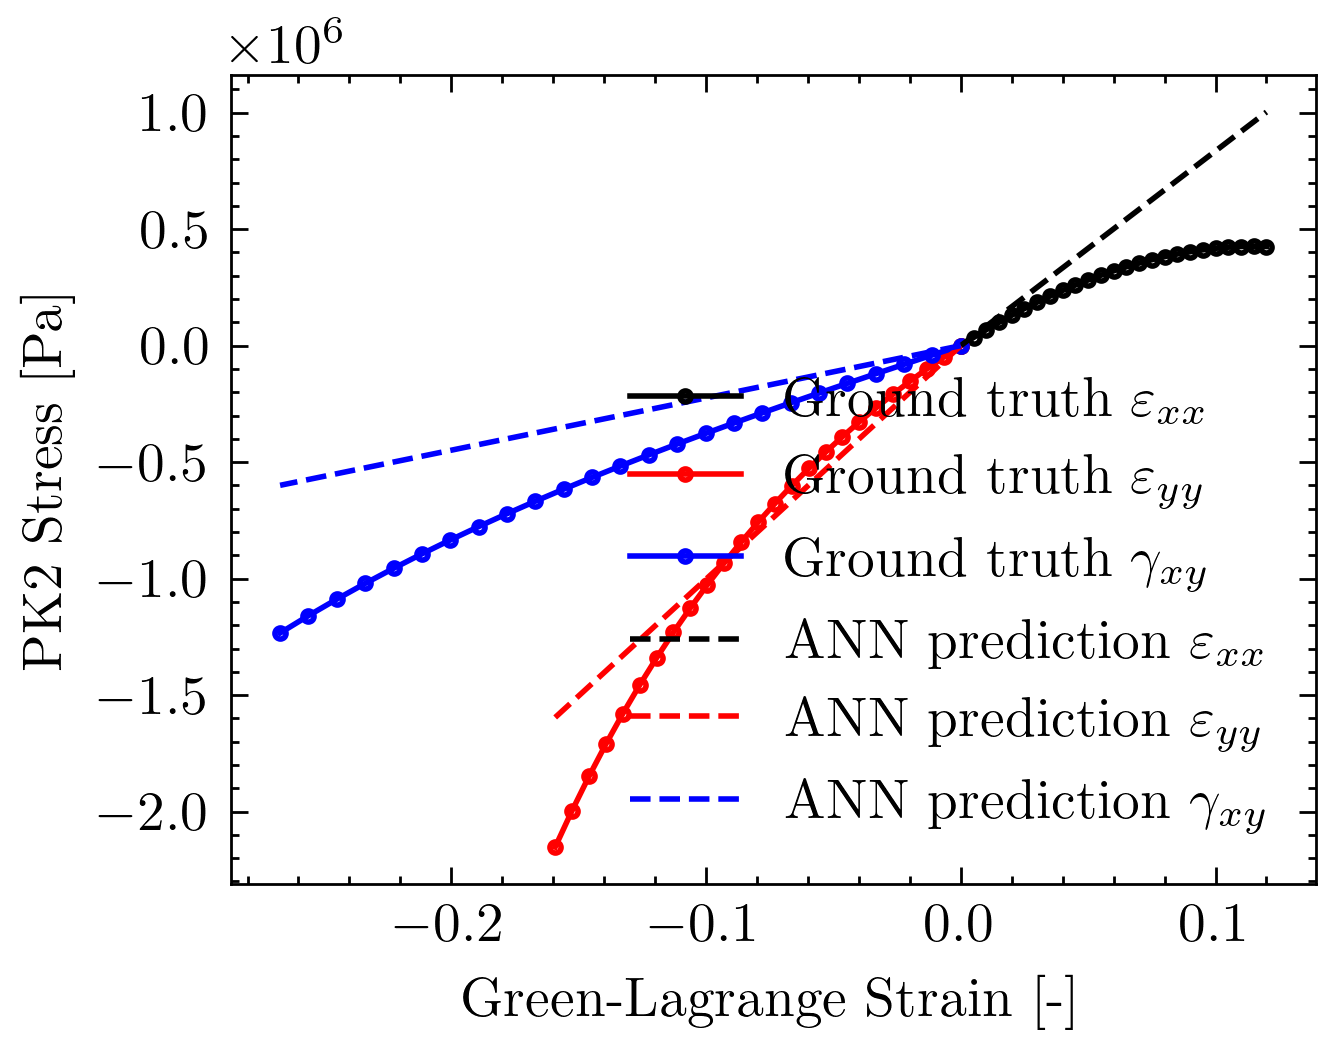 ×10⁶
1.0
0.5
0.0
−0.5
−1.0
−1.5
−2.0
PK2 Stress [Pa]
Ground truth εxx
Ground truth εyy
Ground truth γxy
ANN prediction εxx
ANN prediction εyy
ANN prediction γxy
−0.2 −0.1 0.0 0.1
Green-Lagrange Strain [-]